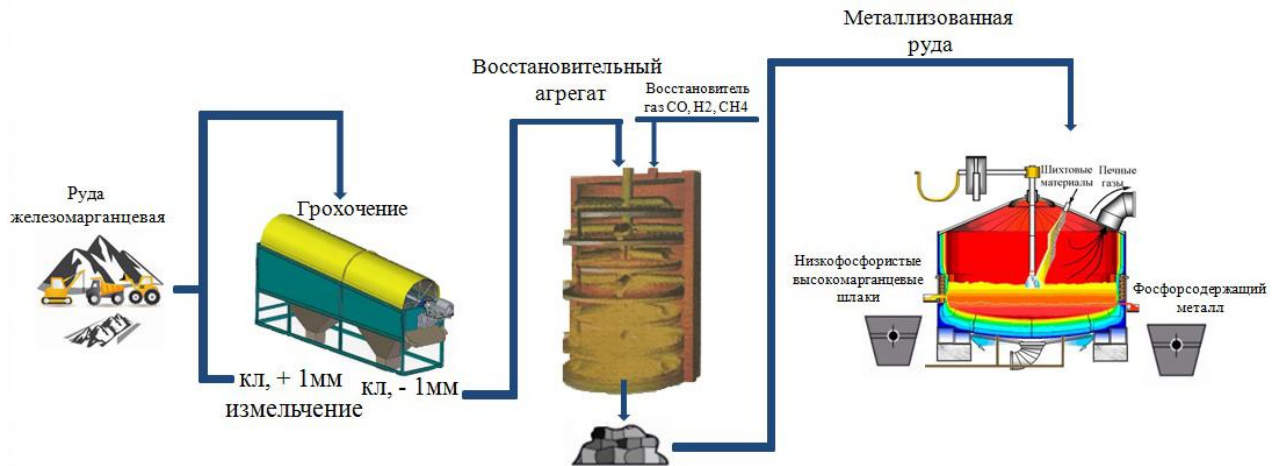 Руда
железомарганцевая
Грохочение
кл, + 1мм
измельчение
кл, - 1мм
Восстановительный
агрегат
Восстановитель
газ CO, H2, CH4
Металлизованная
руда
Шихтовые
материалы
Печные
газы
Низкофосфористые
высокомарганцевые
шлаки
Фосфорсодержащий
металл